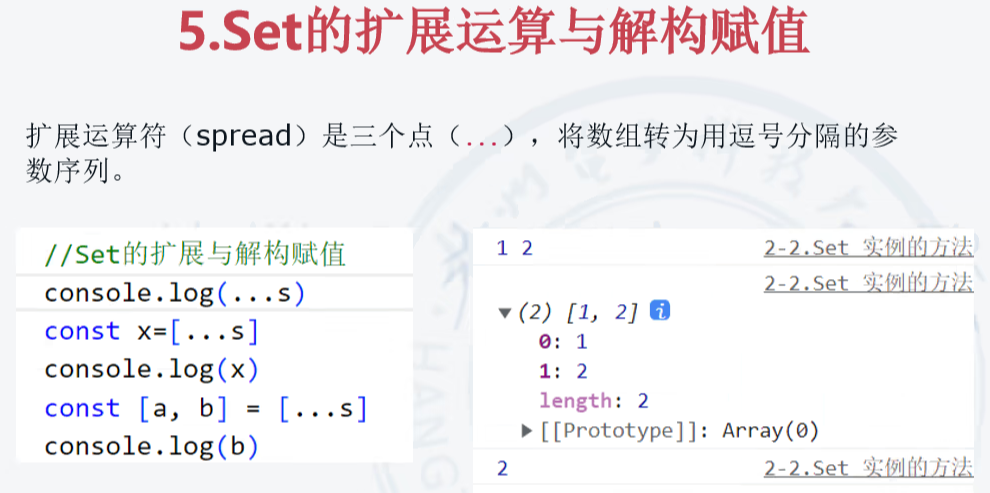 5.Set的扩展运算与解构赋值
扩展运算符（spread）是三个点（...），将数组转为用逗号分隔的参
数序列。
//Set的扩展与解构赋值
console.log(...s)
const x=[...s]
console.log(x)
const [a, b] = [...s]
console.log(b)
1 2 2-2.Set 实例的方法
2-2.Set 实例的方法
▼(2) [1, 2] i
0: 1
1: 2
length: 2
▶[[Prototype]]: Array(0)
2 2-2.Set 实例的方法
HANG